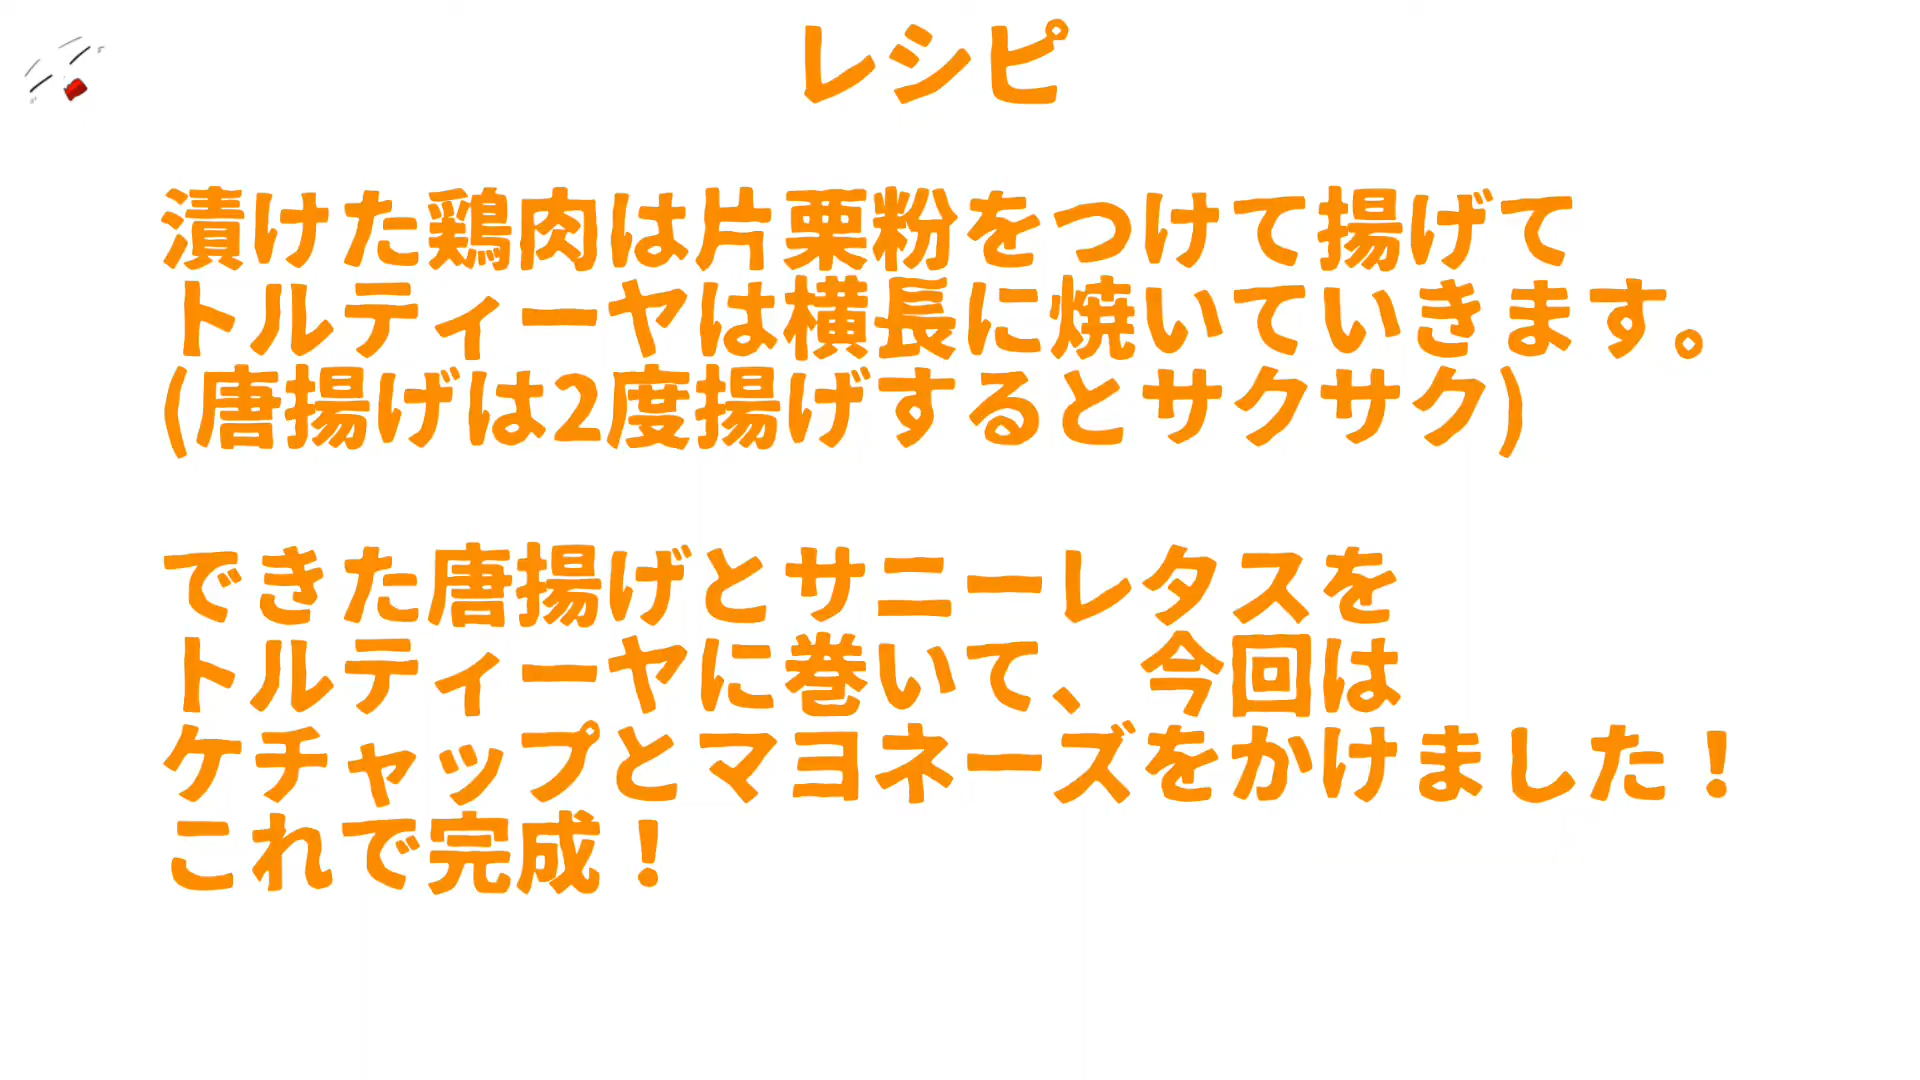 レシピ
漬けた鶏肉は片栗粉をつけて揚げて
トルティーヤは横長に焼いていきます。
(唐揚げは2度揚げするとサクサク)
できた唐揚げとサニーレタスを
トルティーヤに巻いて、今回は
ケチャップとマヨネーズをかけました！
これで完成！